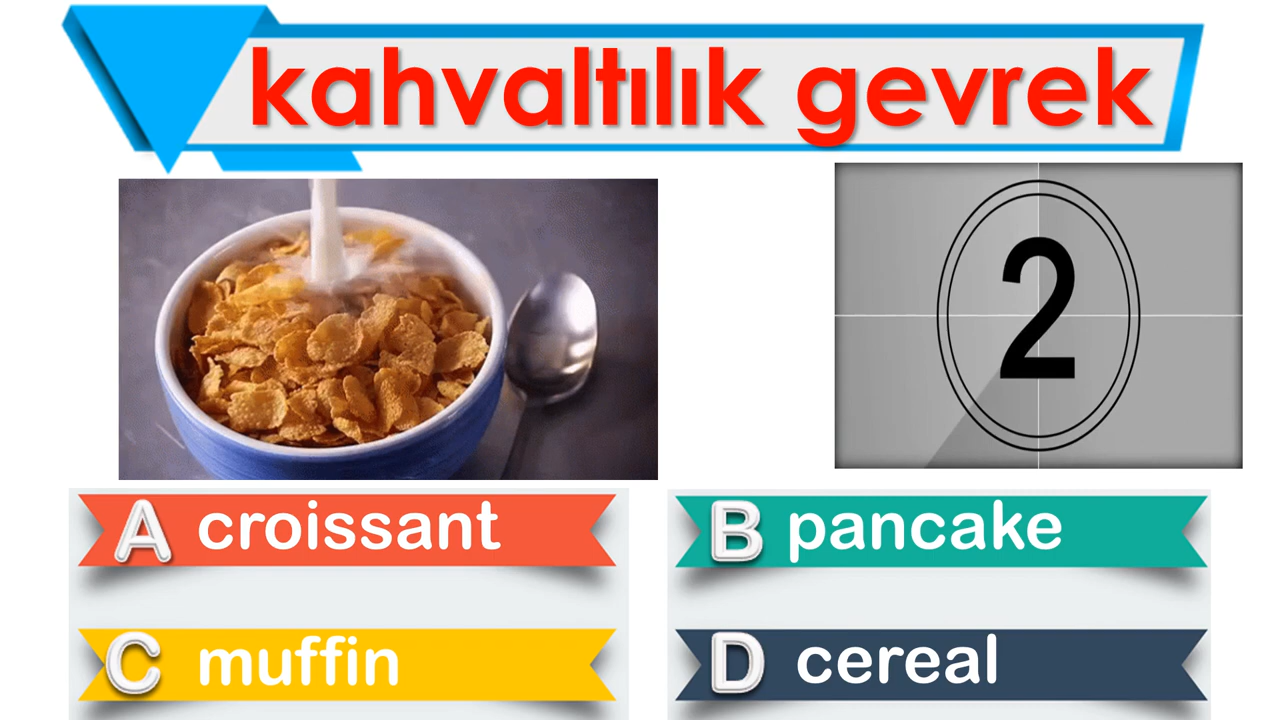 kahvaltılık gevrek
2
A croissant
B pancake
C muffin
D cereal